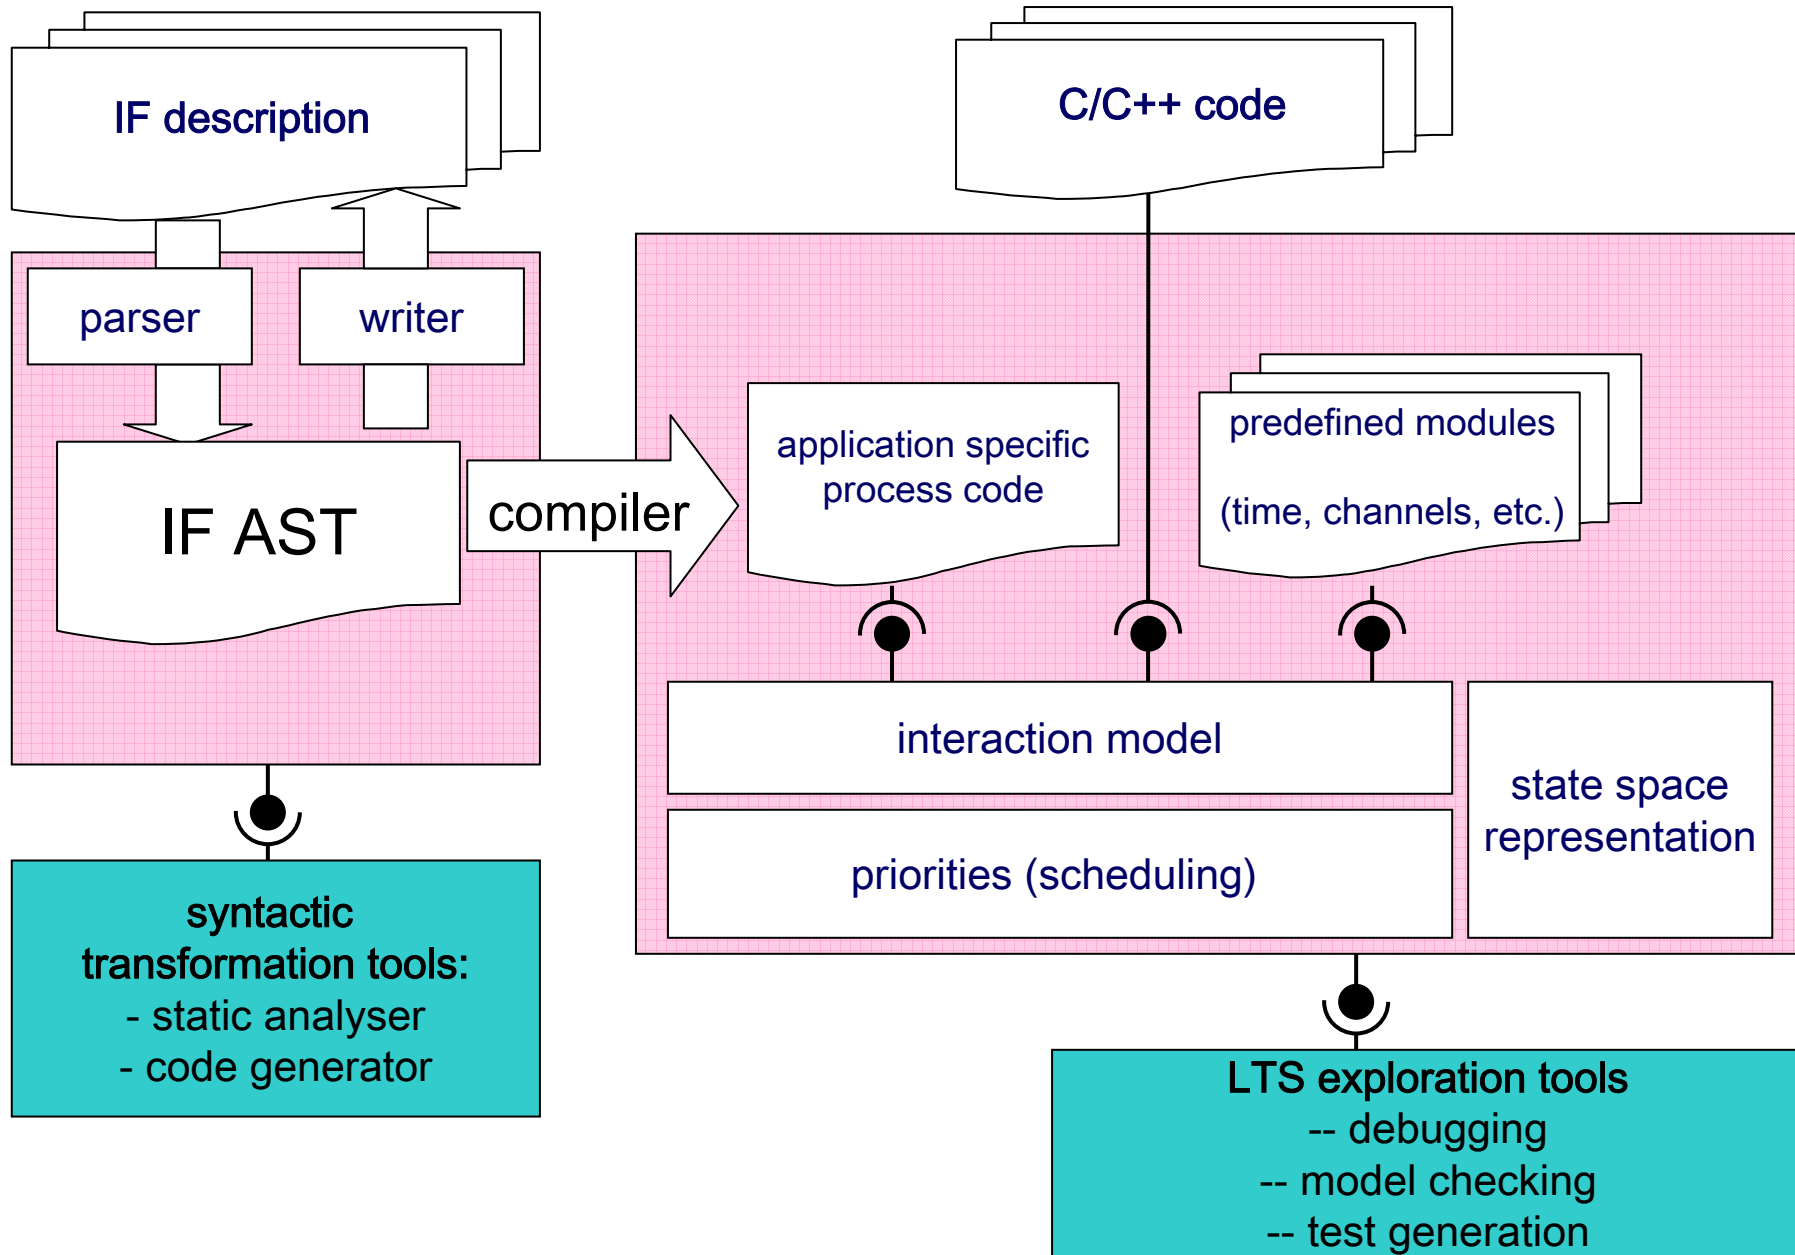 IF description
C/C++ code
parser
writer
IF AST
compiler
application specific
process code
predefined modules
(time, channels, etc.)
interaction model
priorities (scheduling)
state space
representation
syntactic
transformation tools:
- static analyser
- code generator
LTS exploration tools
-- debugging
-- model checking
-- test generation